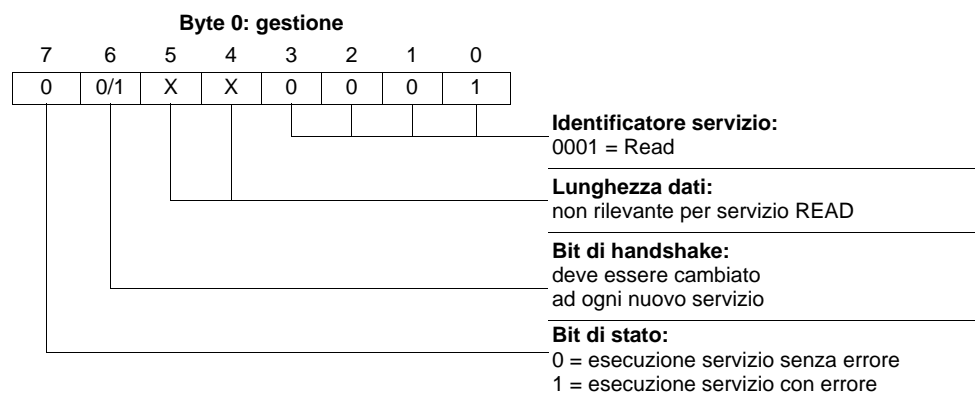 Byte 0: gestione
7 6 5 4 3 2 1 0
0 0/1 X X 0 0 0 1
Identificatore servizio:
0001 = Read
Lunghezza dati:
non rilevante per servizio READ
Bit di handshake:
deve essere cambiato
ad ogni nuovo servizio
Bit di stato:
0 = esecuzione servizio senza errore
1 = esecuzione servizio con errore